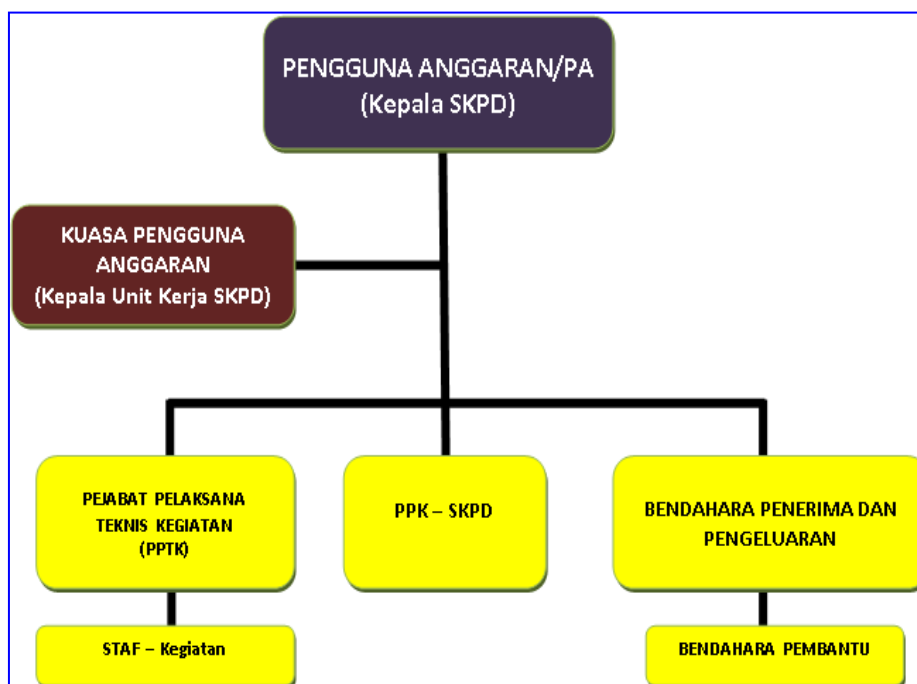 PENGGUNA ANGGARAN/PA
(Kepala SKPD)
KUASA PENGGUNA
ANGGARAN
(Kepala Unit Kerja SKPD)
PEJABAT PELAKSANA
TEKNIS KEGIATAN
(PPTK)
PPK – SKPD
BENDAHARA PENERIMA DAN
PENGELUARAN
STAF – Kegiatan
BENDAHARA PEMBANTU